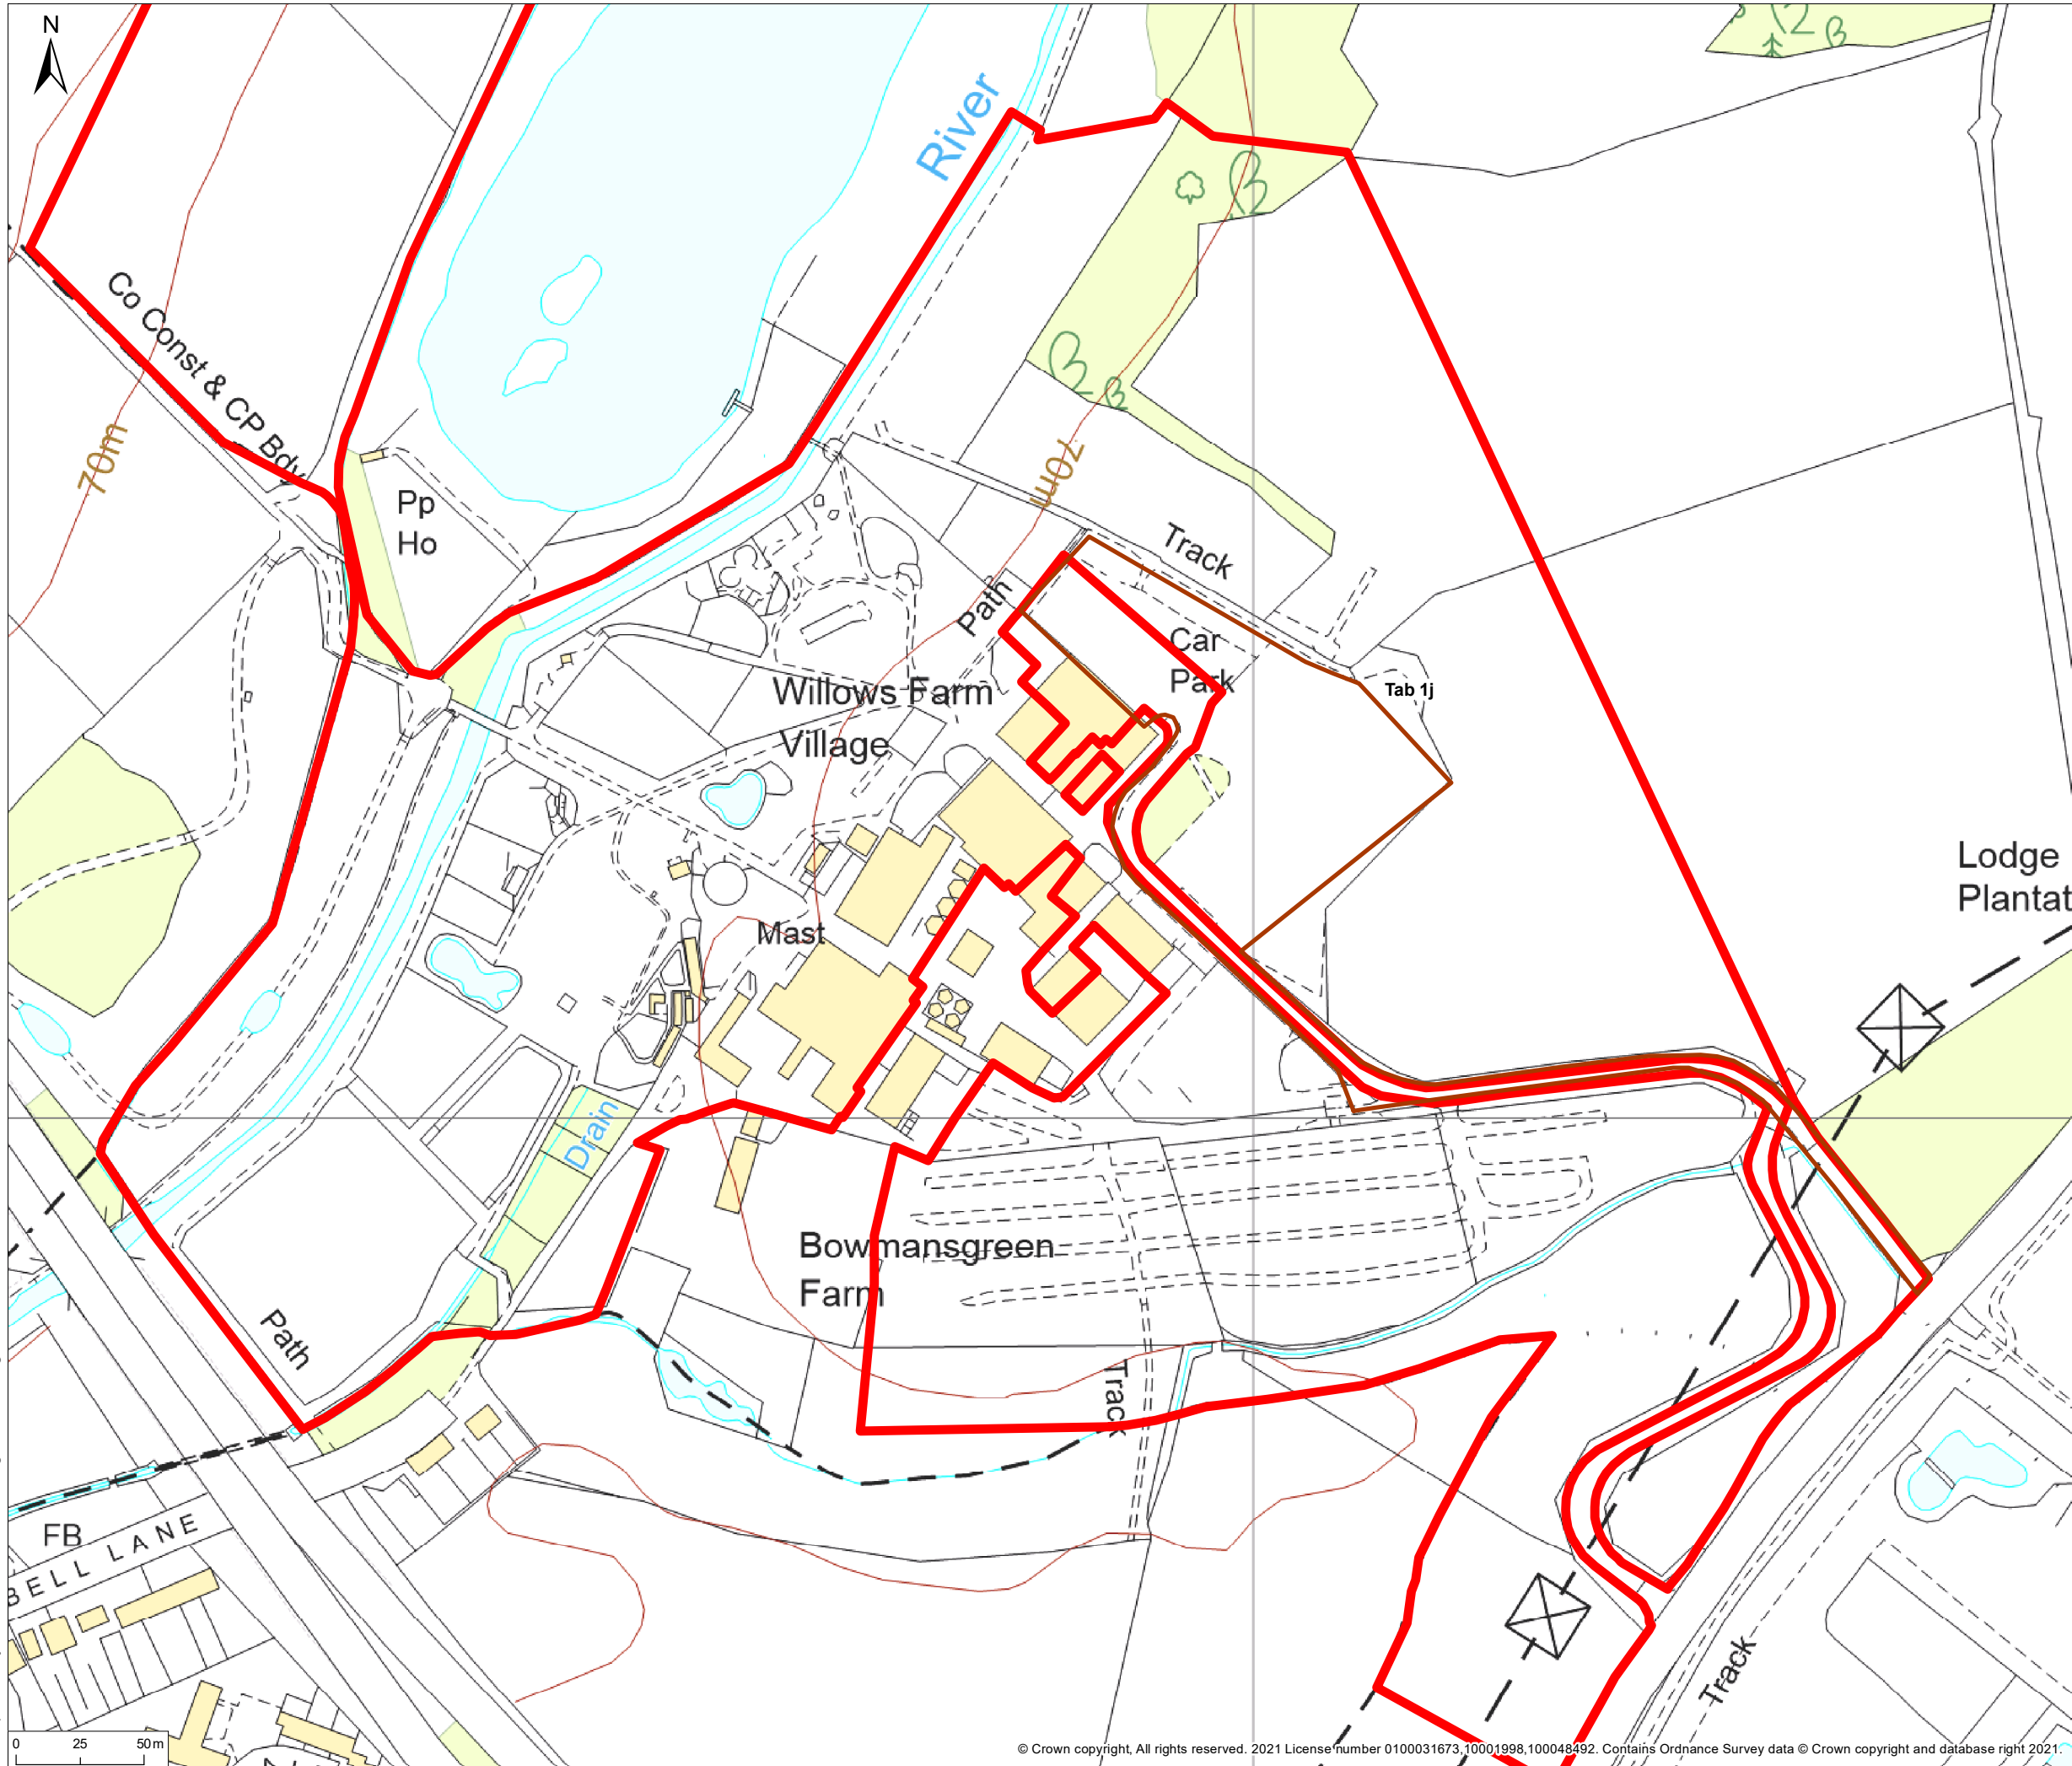 N
River
Co Const & CP Bdy
70m
70m
Pp
Ho
Track
Path
Car
Park
Tab 1j
Willows Farm
Village
Lodge
Plantat
Mast
Drain
Bowmansgreen
Farm
Path
Track
FB
BELL LANE
Track
0 25 50m
© Crown copyright, All rights reserved. 2021 License number 0100031673,10001998,100048492. Contains Ordnance Survey data © Crown copyright and database right 2021.